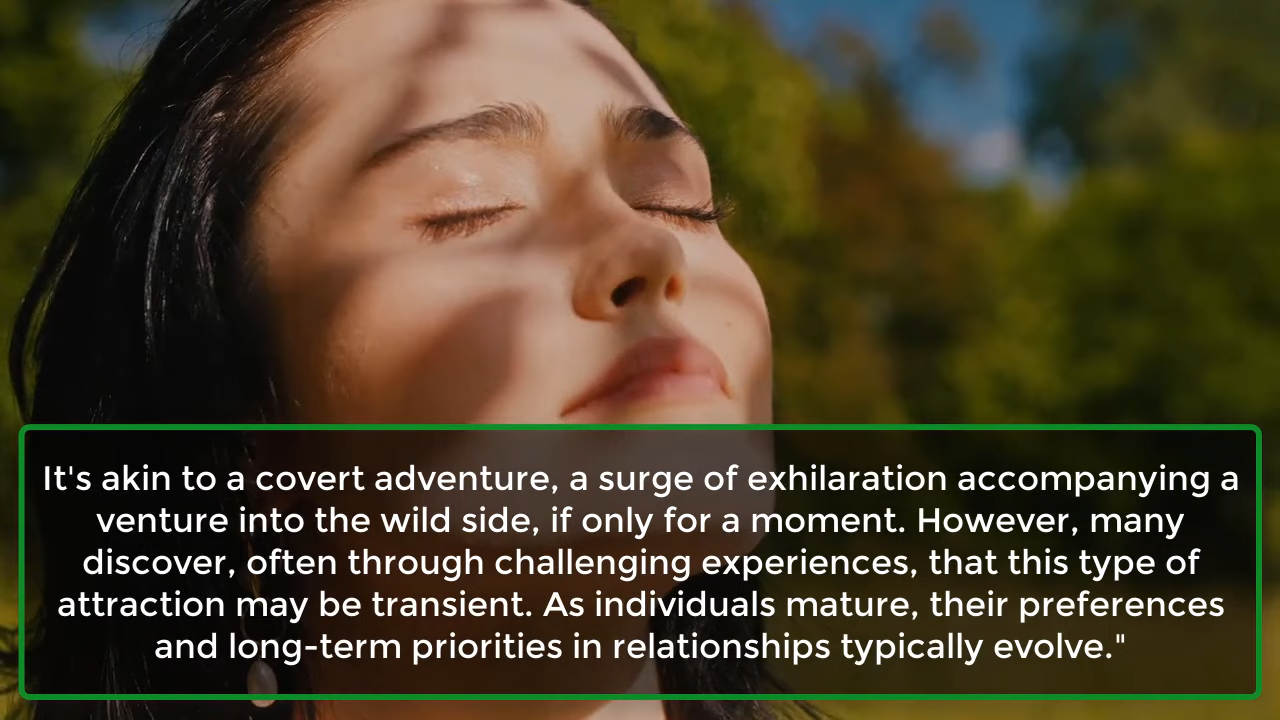 It's akin to a covert adventure, a surge of exhilaration accompanying a
venture into the wild side, if only for a moment. However, many
discover, often through challenging experiences, that this type of
attraction may be transient. As individuals mature, their preferences
and long-term priorities in relationships typically evolve."